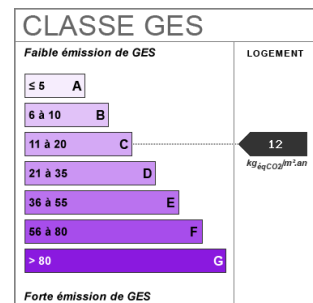 CLASSE GES
Faible émission de GES
LOGEMENT
≤ 5 A
6 à 10 B
11 à 20 C
12
kgéqCO2/m².an
21 à 35 D
36 à 55 E
56 à 80 F
> 80 G
Forte émission de GES